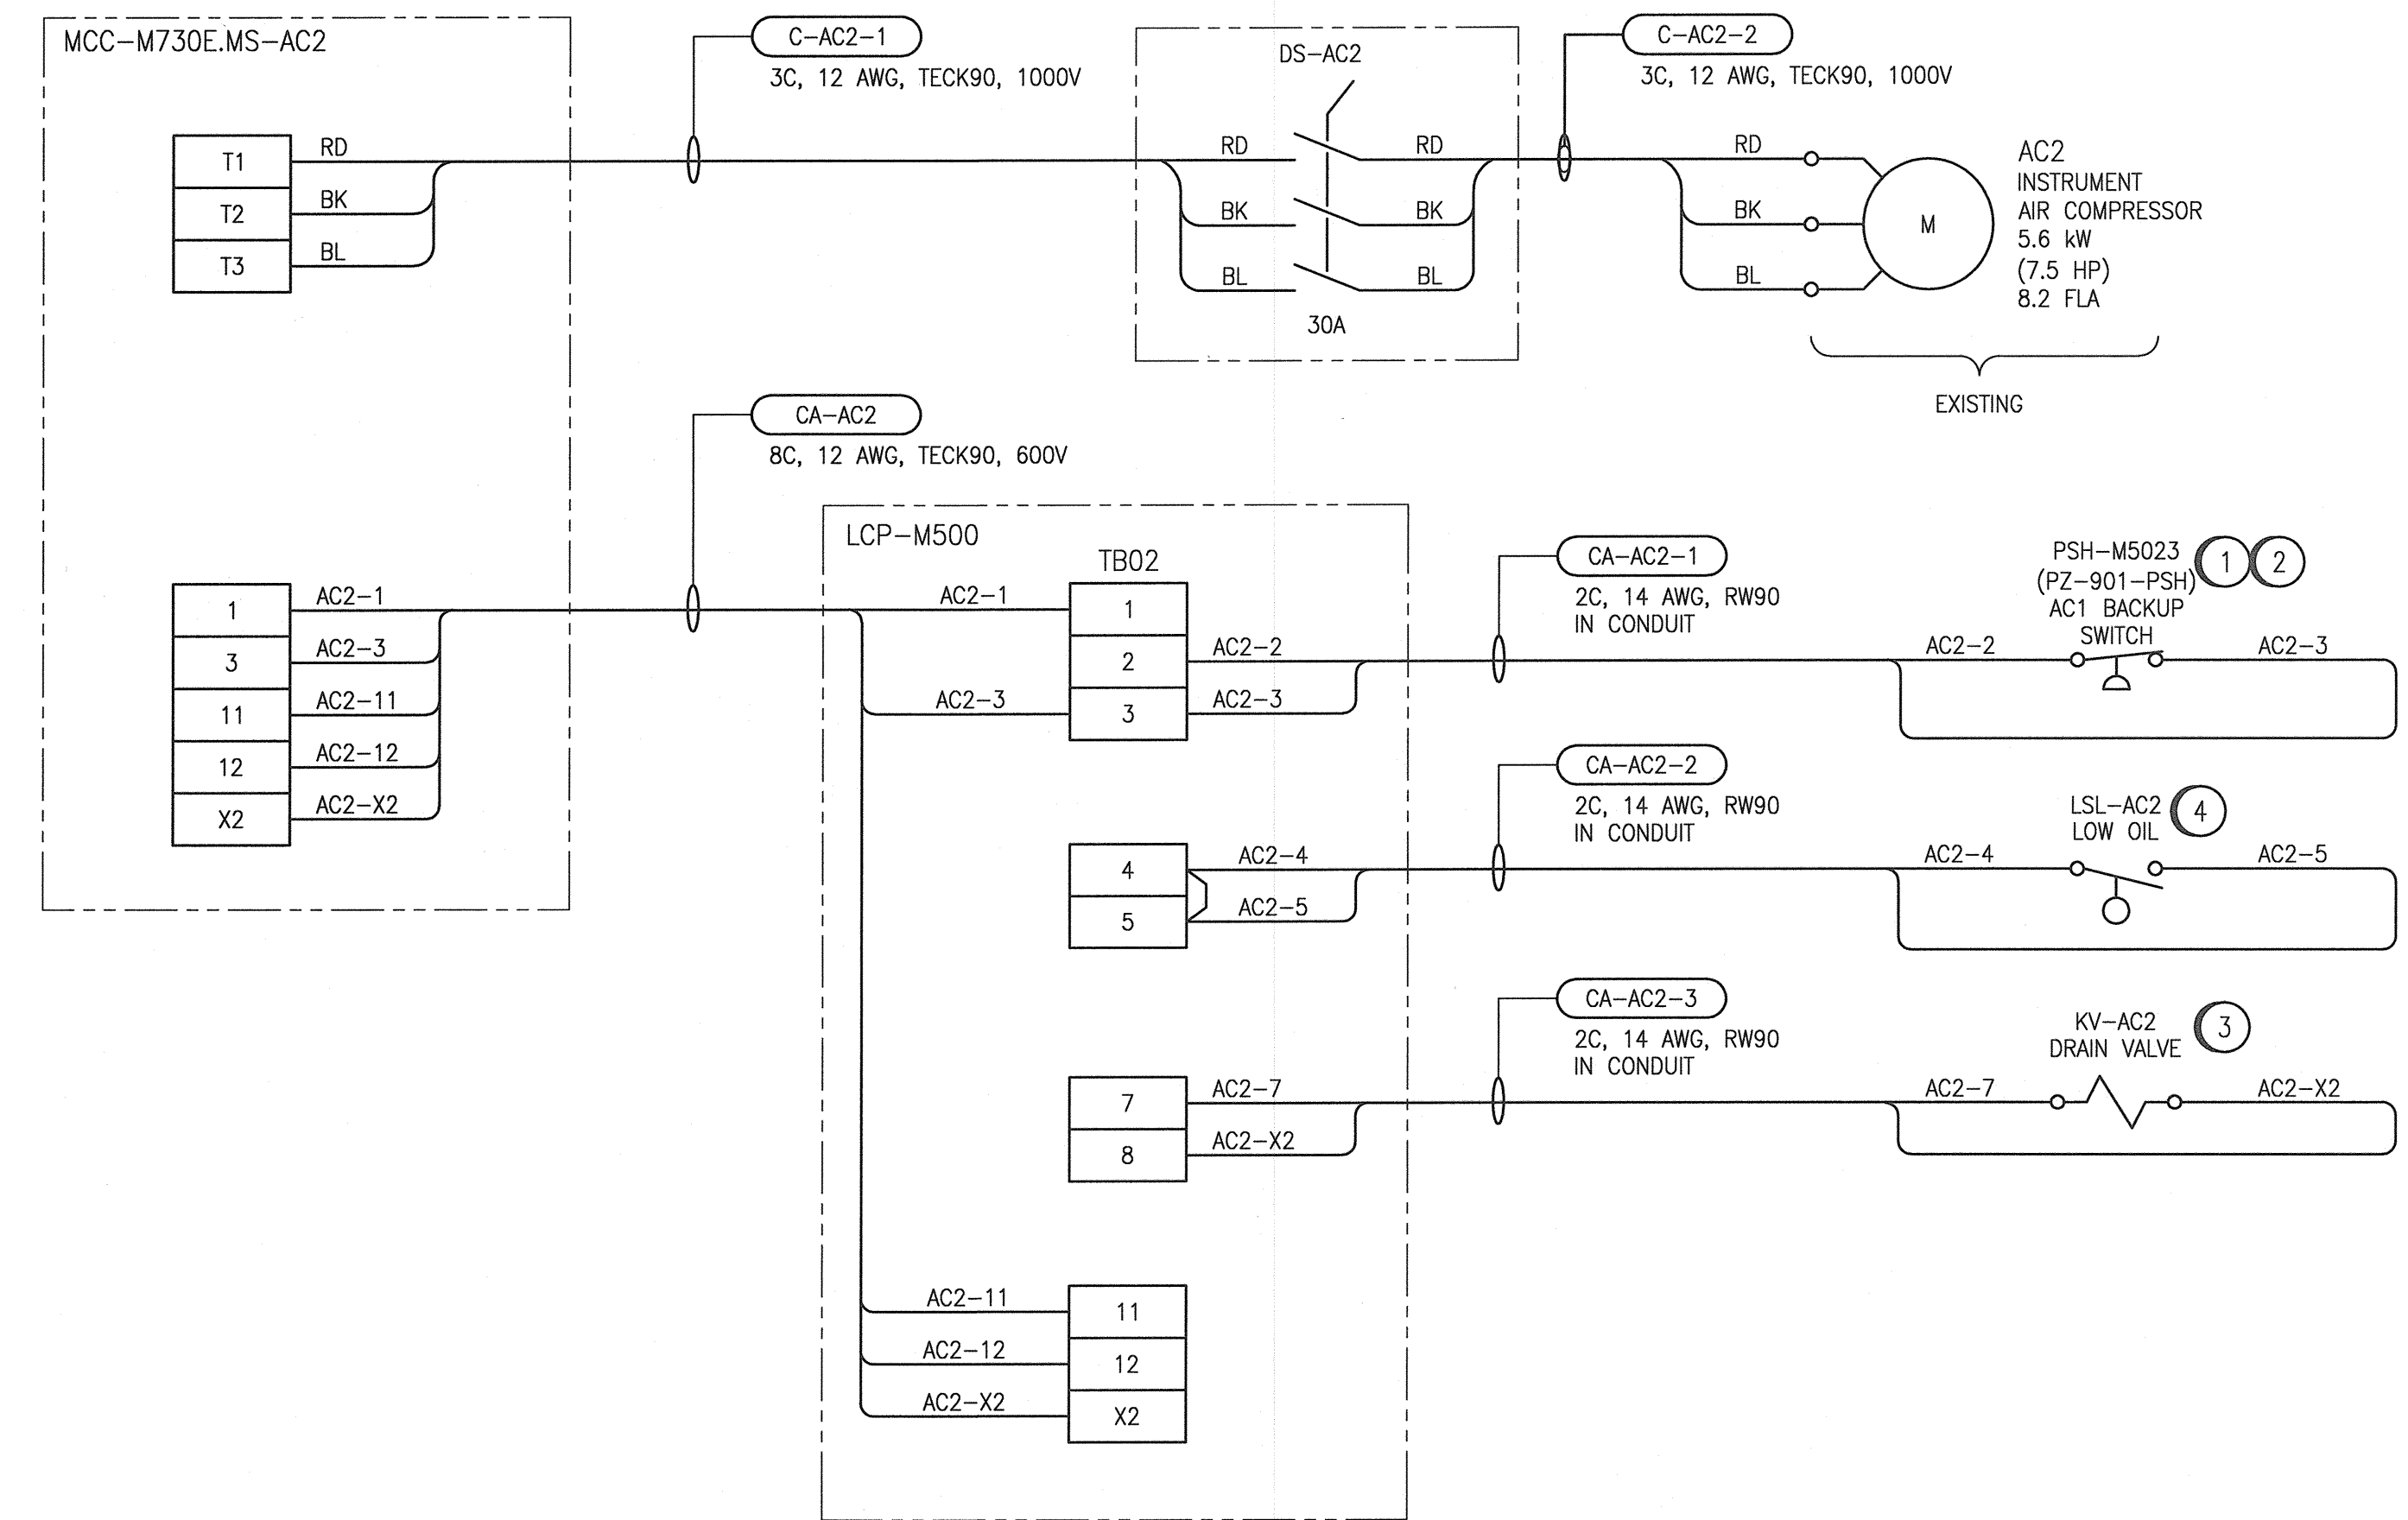 MCC-M730E.MS-AC2
C-AC2-1
3C, 12 AWG, TECK90, 1000V
DS-AC2
C-AC2-2
3C, 12 AWG, TECK90, 1000V
T1
RD
T2
BK
T3
BL
RD
RD
BK
BK
BL
BL
30A
RD
BK
BL
M
AC2
INSTRUMENT
AIR COMPRESSOR
5.6 kW
(7.5 HP)
8.2 FLA
EXISTING
CA-AC2
8C, 12 AWG, TECK90, 600V
1
AC2-1
3
AC2-3
11
AC2-11
12
AC2-12
X2
AC2-X2
LCP-M500
TB02
AC2-1
1
2
AC2-2
AC2-3
3
AC2-3
CA-AC2-1
2C, 14 AWG, RW90
IN CONDUIT
PSH-M5023
(PZ-901-PSH)
AC1 BACKUP
SWITCH
1
2
AC2-2
AC2-3
4
AC2-4
5
AC2-5
CA-AC2-2
2C, 14 AWG, RW90
IN CONDUIT
LSL-AC2
LOW OIL
4
AC2-4
AC2-5
7
AC2-7
8
AC2-X2
CA-AC2-3
2C, 14 AWG, RW90
IN CONDUIT
KV-AC2
DRAIN VALVE
3
AC2-7
AC2-X2
AC2-11
11
AC2-12
12
AC2-X2
X2